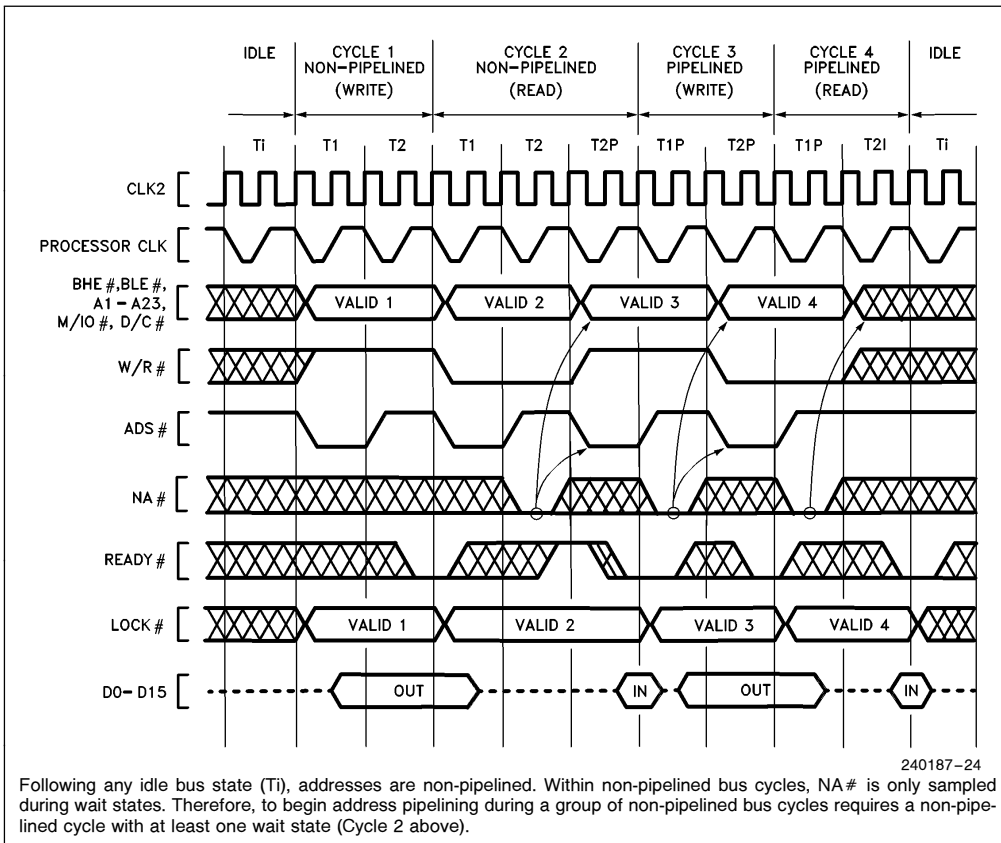 IDLE CYCLE 1 CYCLE 2 CYCLE 3 CYCLE 4 IDLE
NON-PIPELINED NON-PIPELINED PIPELINED PIPELINED
(WRITE) (READ) (WRITE) (READ)
Ti T1 T2 T1 T2 T2P T1P T2P T1P T2I Ti
CLK2
PROCESSOR CLK
BHE #,BLE #,
A1 - A23,
M/IO #, D/C #
VALID 1 VALID 2 VALID 3 VALID 4
W/R #
ADS #
NA #
READY #
LOCK # VALID 1 VALID 2 VALID 3 VALID 4
D0- D15 OUT IN OUT IN
240187-24
Following any idle bus state (Ti), addresses are non-pipelined. Within non-pipelined bus cycles, NA# is only sampled
during wait states. Therefore, to begin address pipelining during a group of non-pipelined bus cycles requires a non-pipe-
lined cycle with at least one wait state (Cycle 2 above).